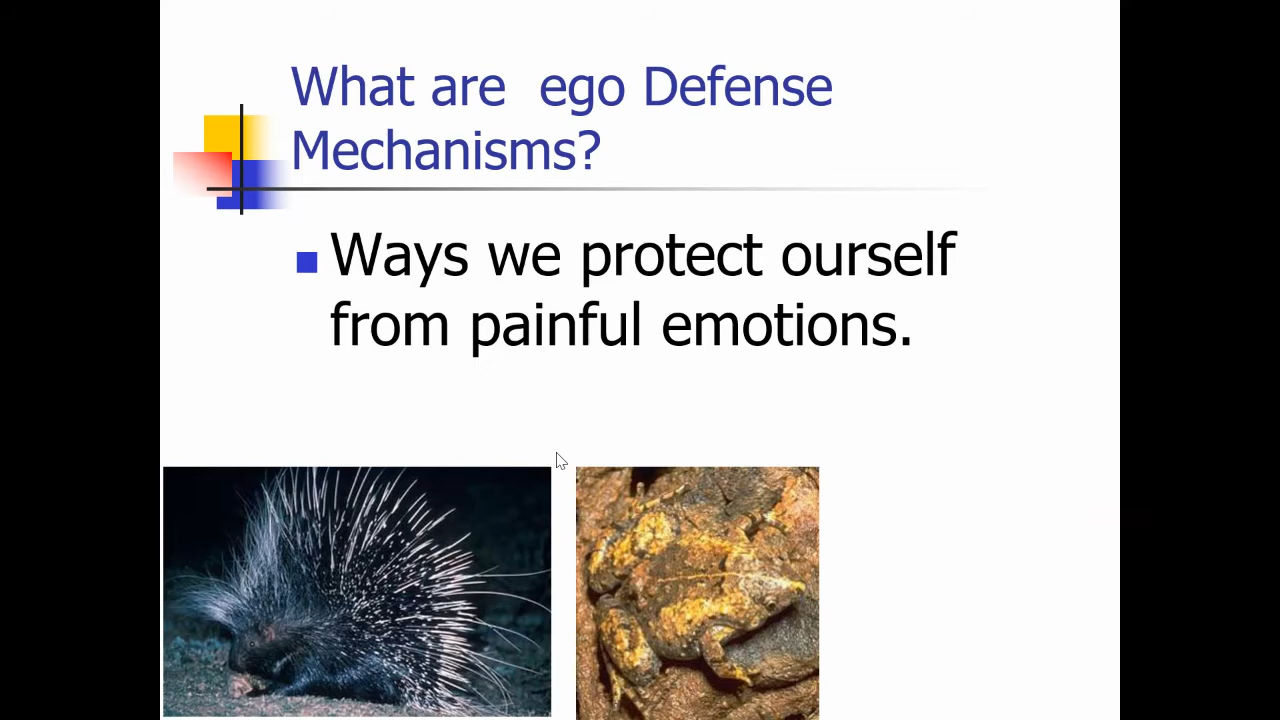 What are  ego Defense
Mechanisms?
Ways we protect ourself
from painful emotions.